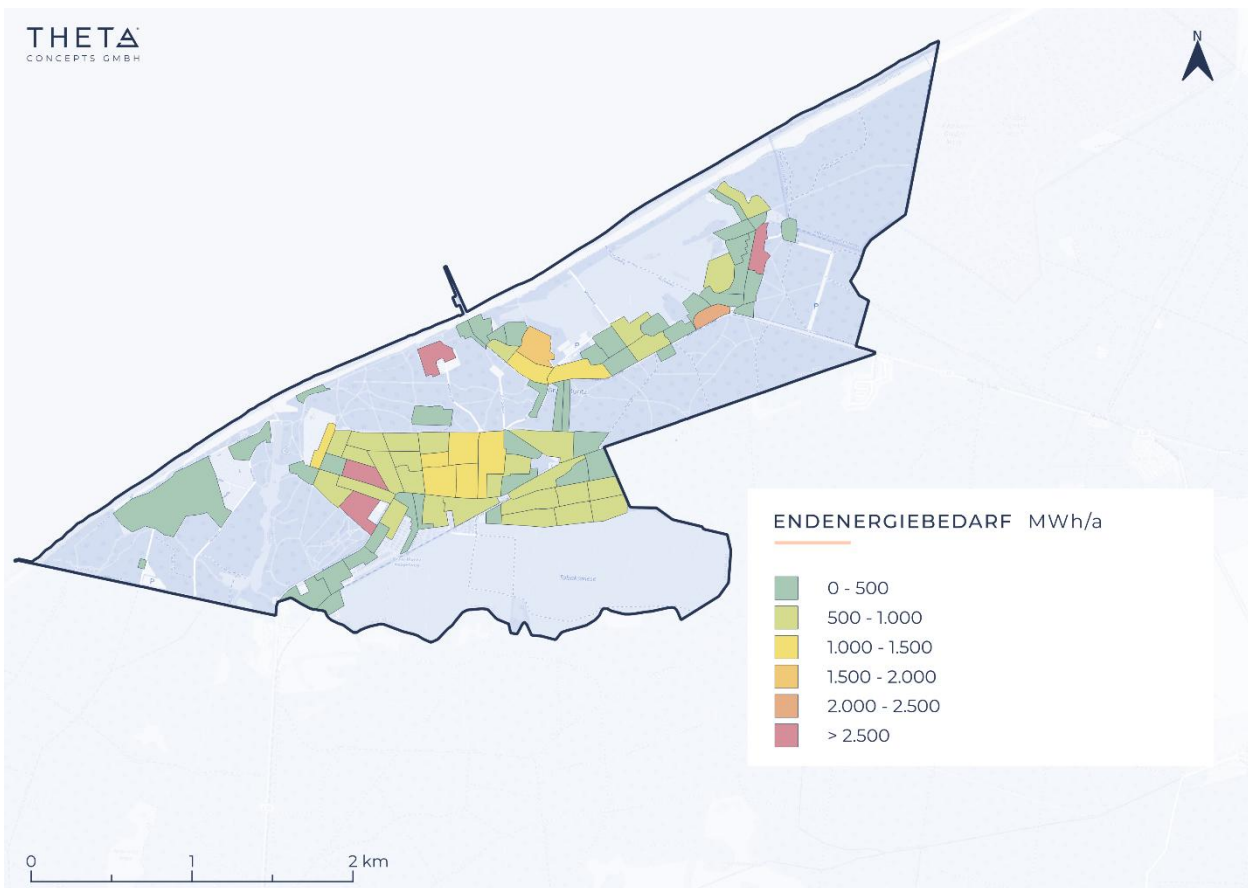 THETA
CONCEPTS GMBH
N
P
P
P
Tabakswiese
ENDENERGIEBEDARF MWh/a
0 - 500
500 - 1.000
1.000 - 1.500
1.500 - 2.000
2.000 - 2.500
> 2.500
0 1 2 km